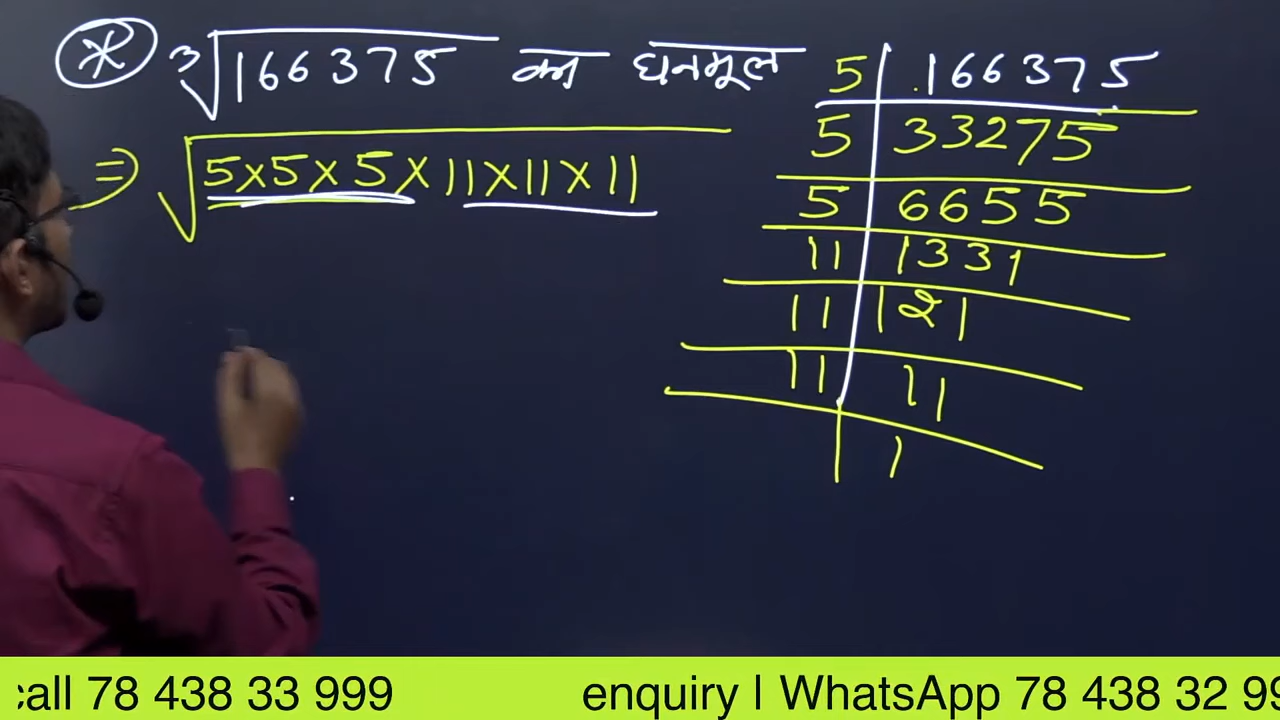 * ∛166375 का घनमूल
⇒ √5×5×5×11×11×11
5 | 166375
5 | 33275
5 | 6655
11 | 1331
11 | 1२1
11 | 11
| 1
call 78 438 33 999 enquiry | WhatsApp 78 438 32 99